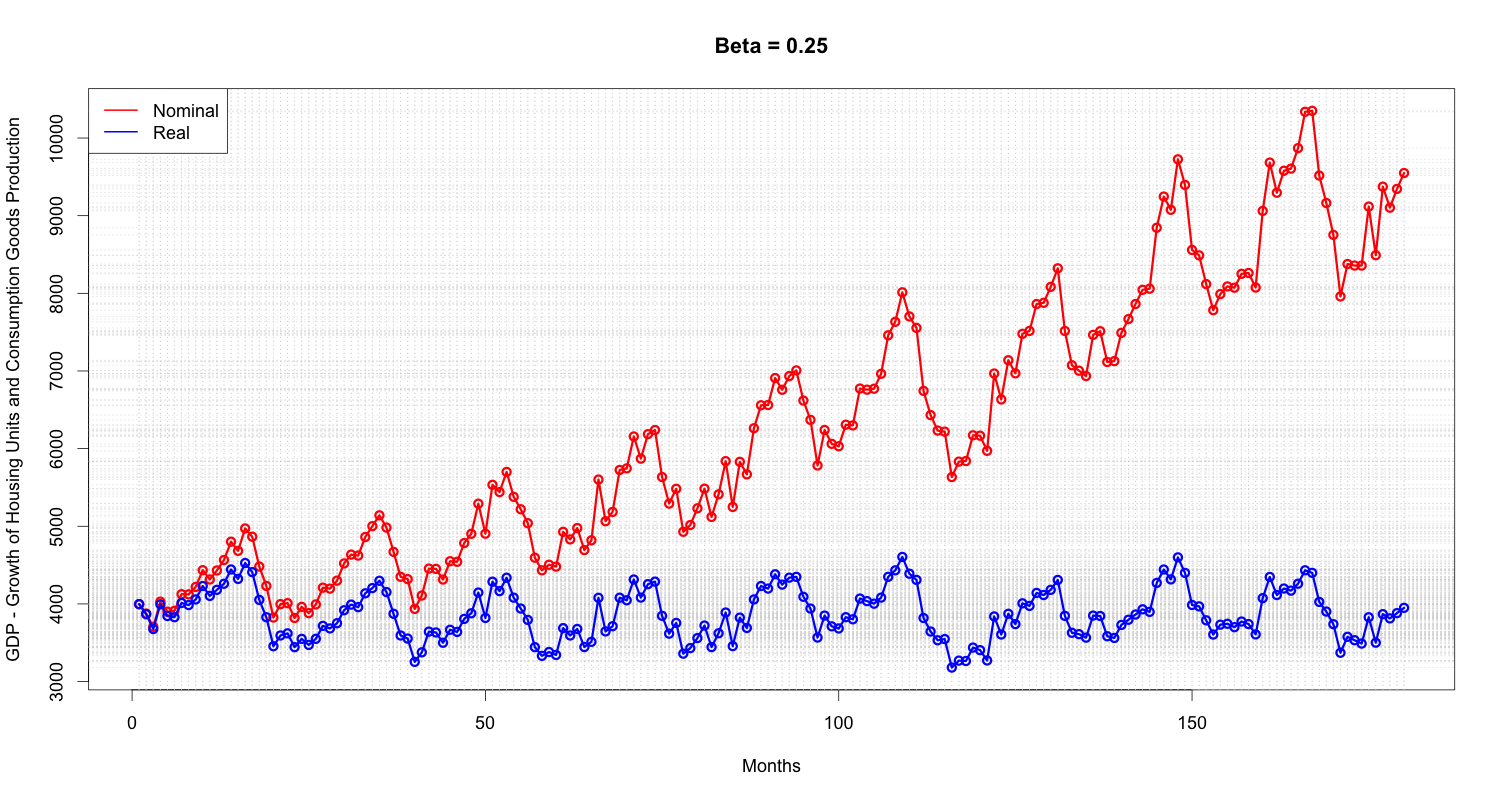 Beta = 0.25
Nominal
Real
GDP - Growth of Housing Units and Consumption Goods Production
10000
9000
8000
7000
6000
5000
4000
3000
0 50 100 150
Months